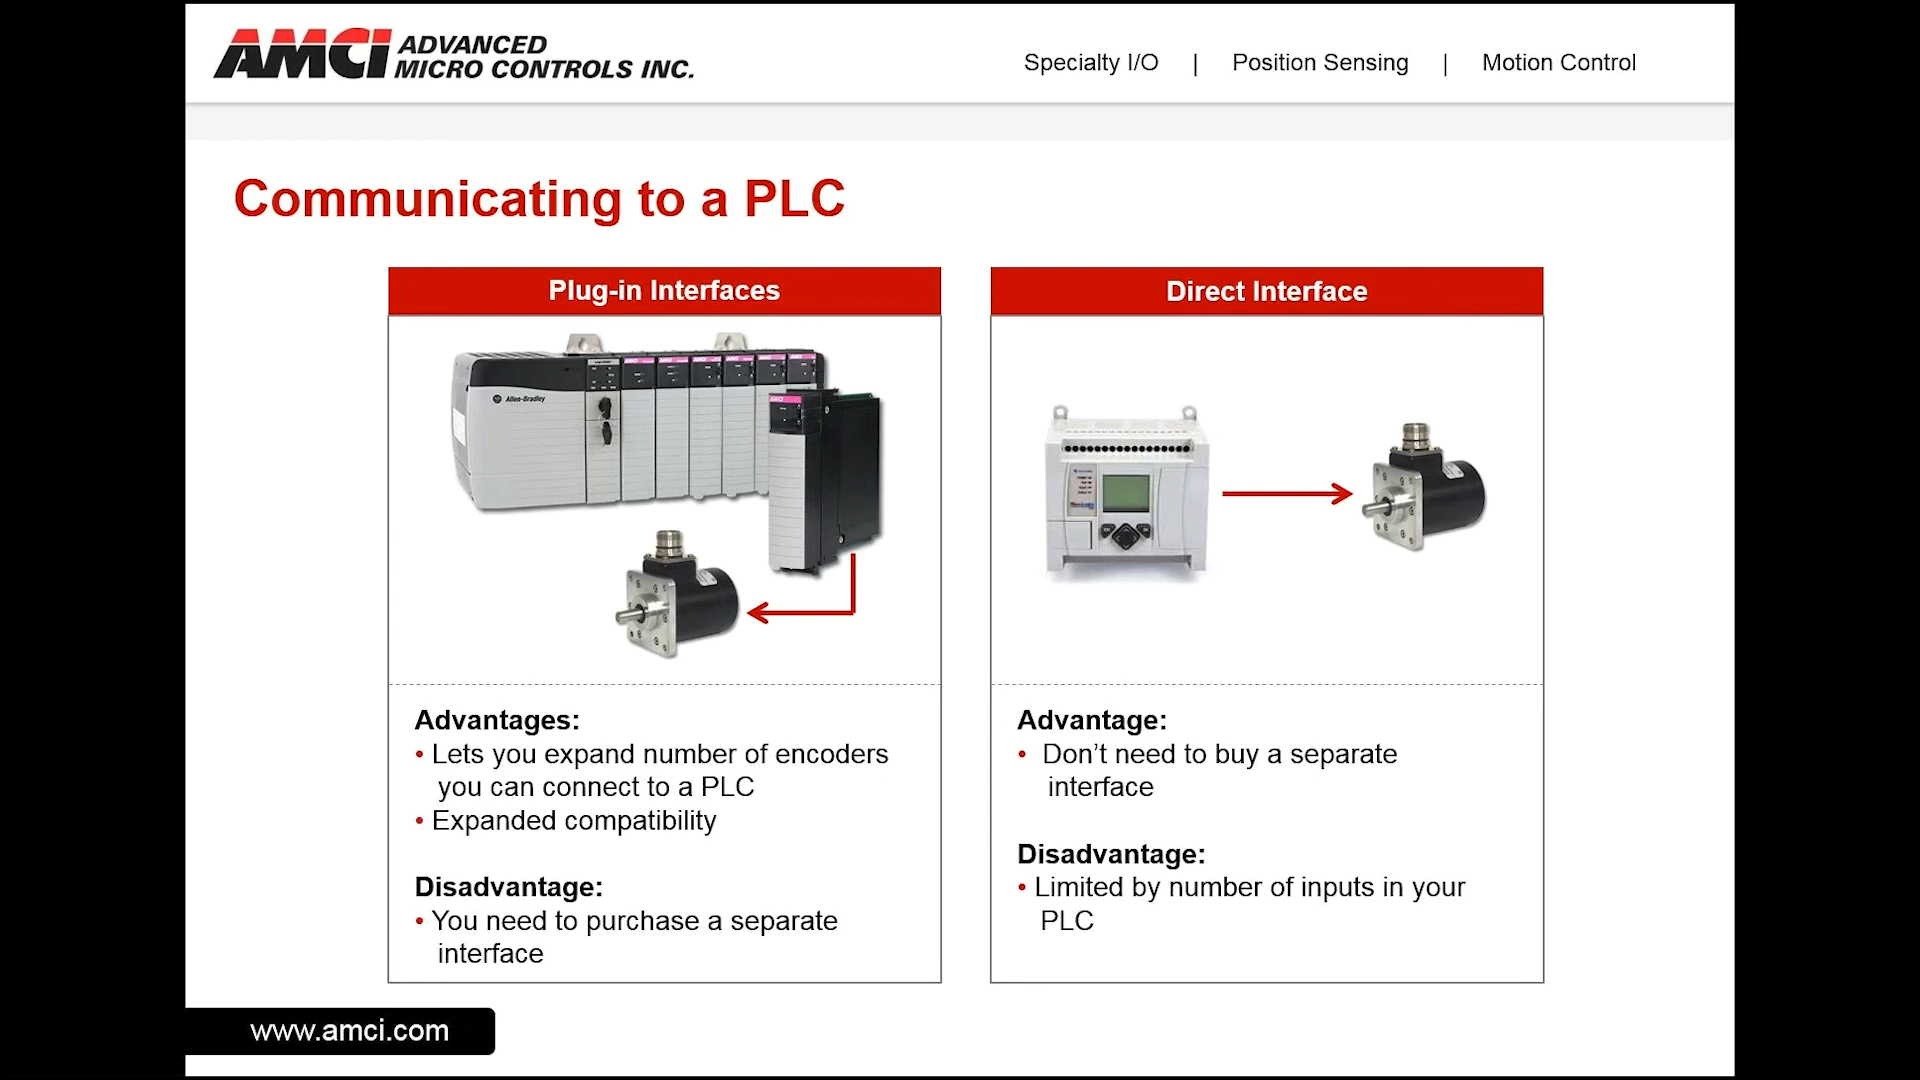 AMCI ADVANCED
MICRO CONTROLS INC.
Specialty I/O | Position Sensing | Motion Control
Communicating to a PLC
Plug-in Interfaces
Allen-Bradley
AMCI
Advantages:
• Lets you expand number of encoders
you can connect to a PLC
• Expanded compatibility
Disadvantage:
• You need to purchase a separate
interface
Direct Interface
Advantage:
• Don’t need to buy a separate
interface
Disadvantage:
• Limited by number of inputs in your
PLC
www.amci.com